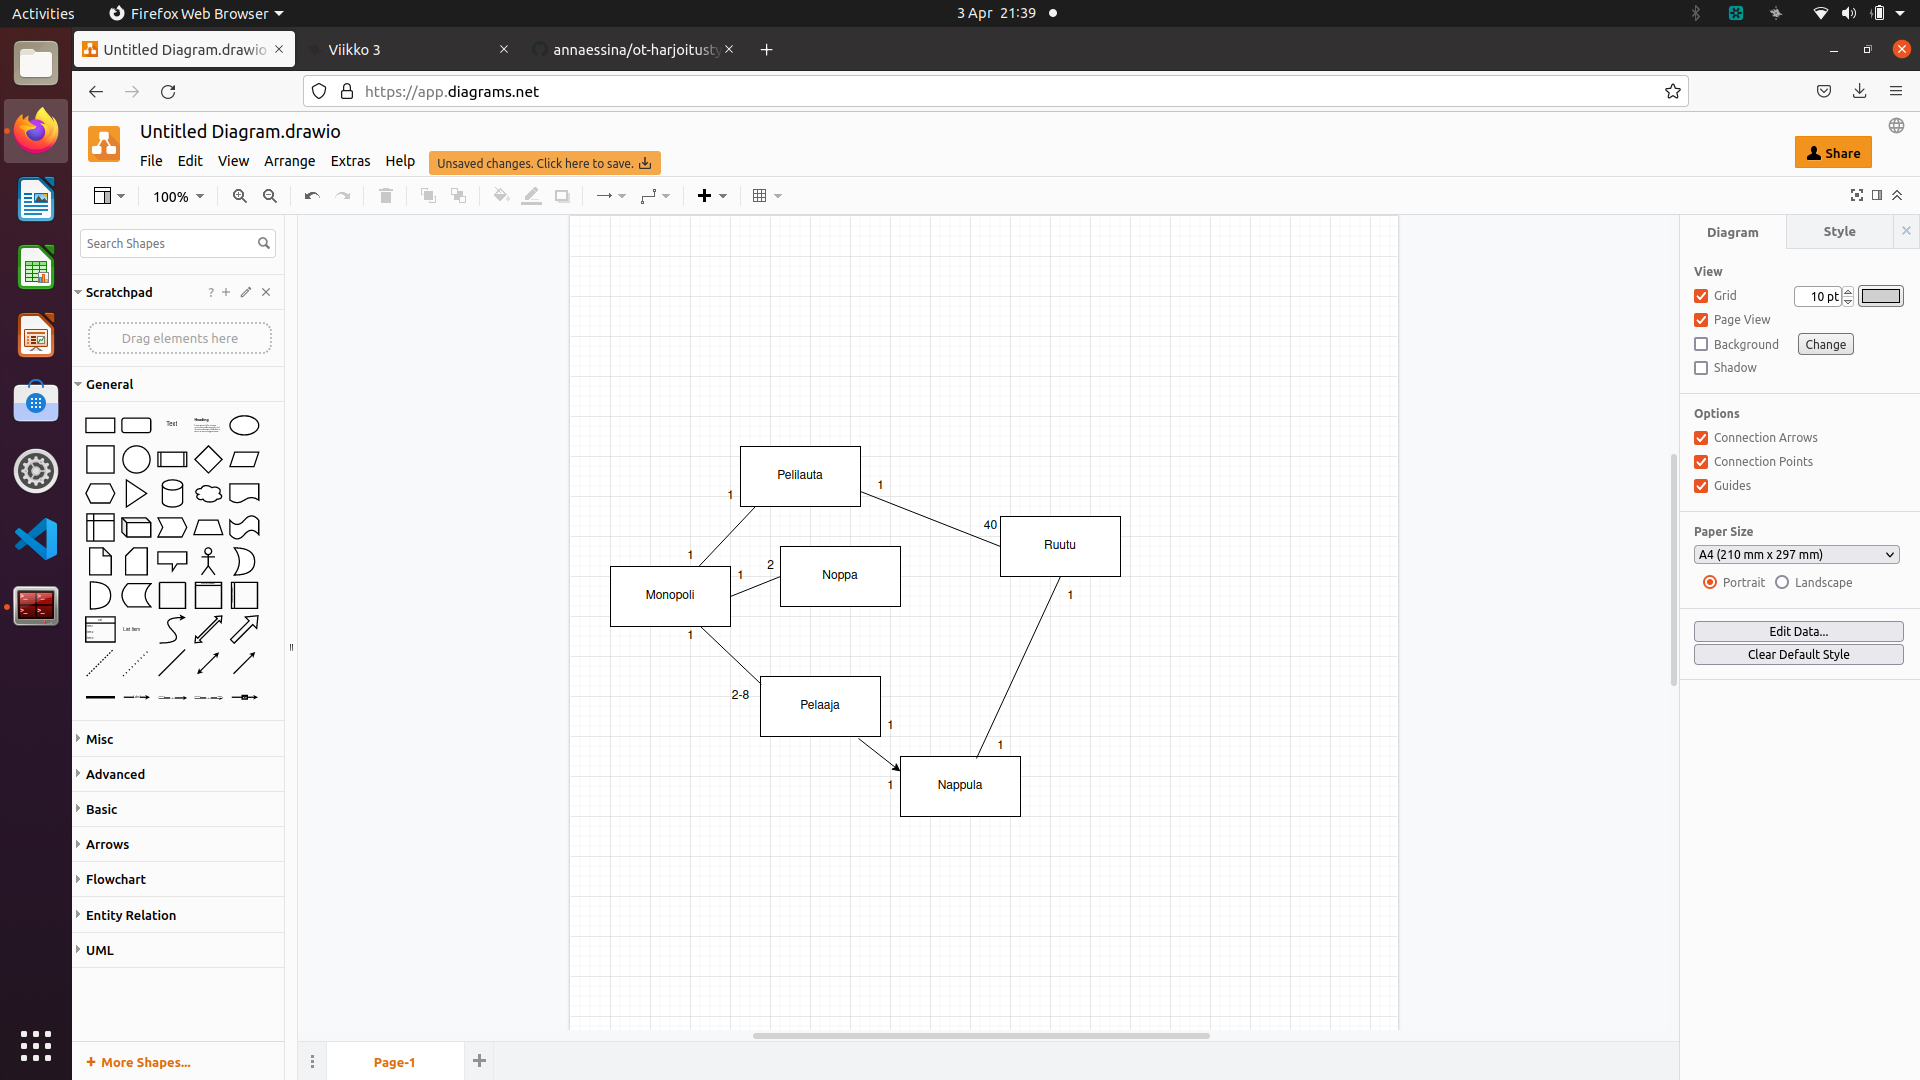 Activities
Firefox Web Browser
3 Apr 21:39
Untitled Diagram.drawio
Viikko 3
annaessina/ot-harjoitusty
https://app.diagrams.net
Untitled Diagram.drawio
File Edit View Arrange Extras Help
Unsaved changes. Click here to save.
Share
100%
Search Shapes
Scratchpad
?
Drag elements here
General
Text
Heading
List Item
Misc
Advanced
Basic
Arrows
Flowchart
Entity Relation
UML
+ More Shapes...
Pelilauta
1
1
40
Ruutu
1
1
2
Noppa
1
Monopoli
1
2-8
Pelaaja
1
1
1
Nappula
Page-1
Diagram
Style
View
Grid
10 pt
Page View
Background
Change
Shadow
Options
Connection Arrows
Connection Points
Guides
Paper Size
A4 (210 mm x 297 mm)
Portrait
Landscape
Edit Data...
Clear Default Style